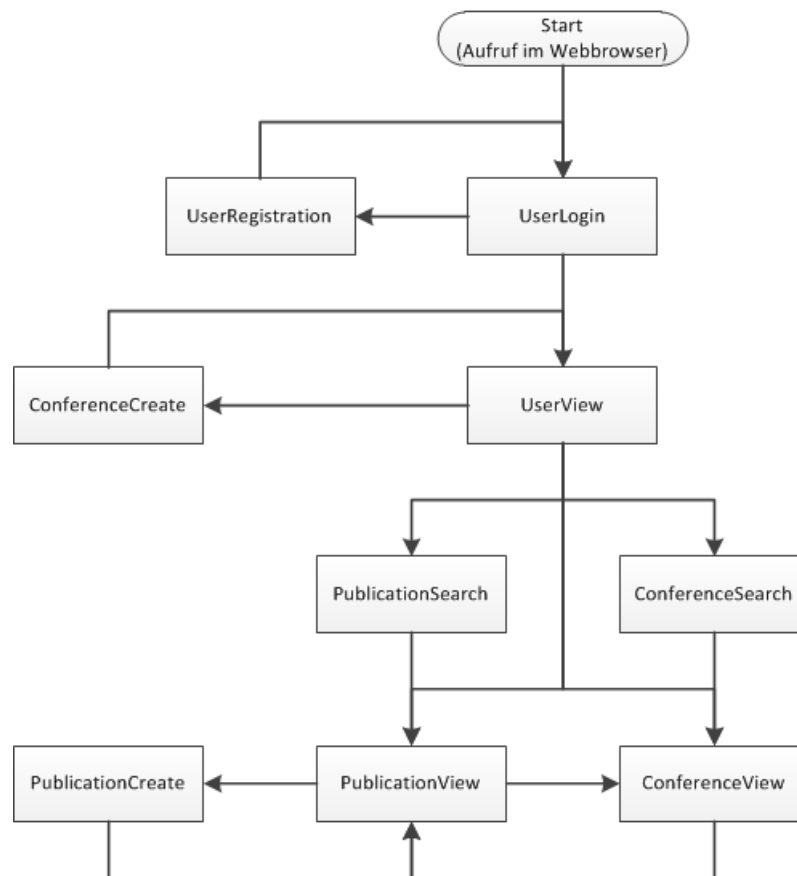 Start
(Aufruf im Webbrowser)
UserRegistration
UserLogin
ConferenceCreate
UserView
PublicationSearch
ConferenceSearch
PublicationCreate
PublicationView
ConferenceView